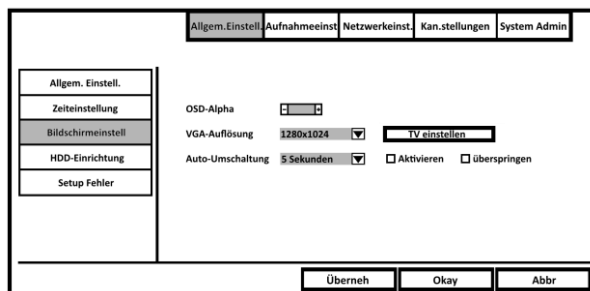 Allgem.Einstell. Aufnahmeeinst Netzwerkeinst. Kan.stellungen System Admin
Allgem. Einstell.
Zeiteinstellung
Bildschirmeinstell
HDD-Einrichtung
Setup Fehler
OSD-Alpha - +
VGA-Auflösung 1280x1024 TV einstellen
Auto-Umschaltung 5 Sekunden Aktivieren überspringen
Überneh Okay Abbr